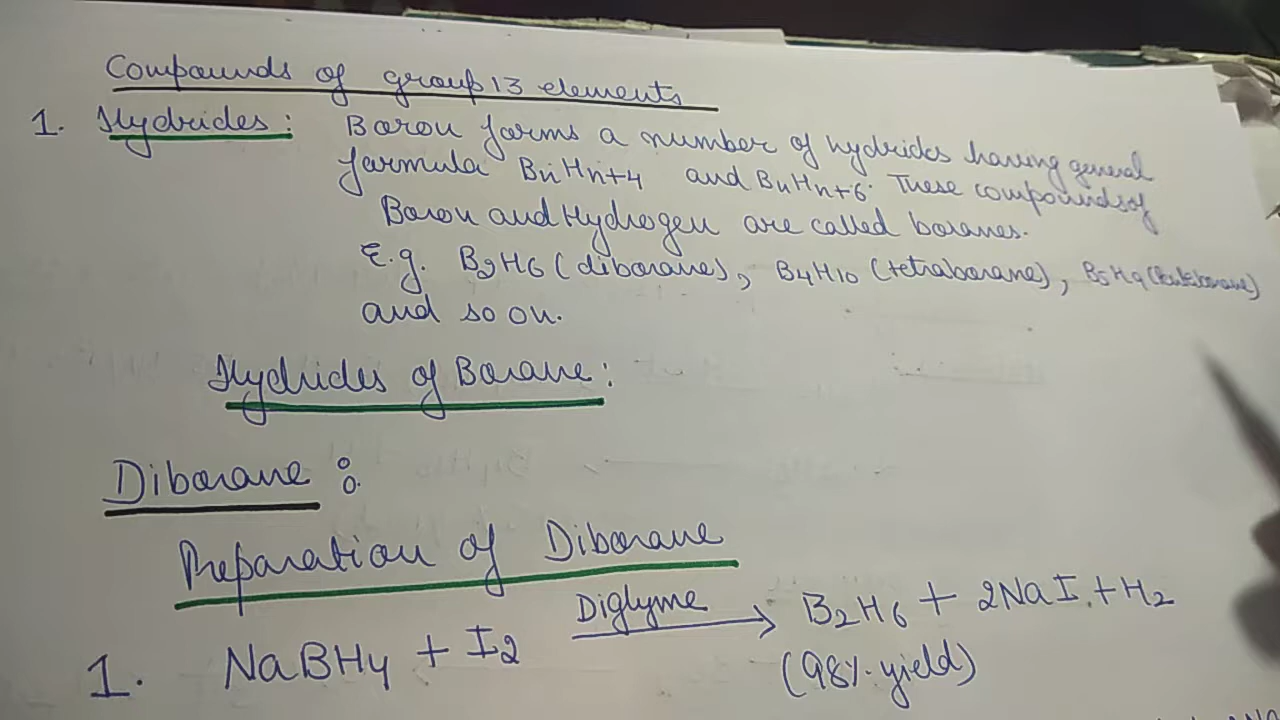 Compounds of group 13 elements
1. Hydrides: Boron forms a number of hydrides having general
formula BnHn+4 and BnHn+6. These compounds of
Boron and Hydrogen are called boranes.
E.g. B2H6 (diborane), B4H10 (tetraborane), B5H9 (pentaborane)
and so on.
Hydrides of Borane:
Diborane:
Preparation of Diborane
1. NaBH4 + I2 Diglyme → B2H6 + 2NaI + H2
(98% yield)